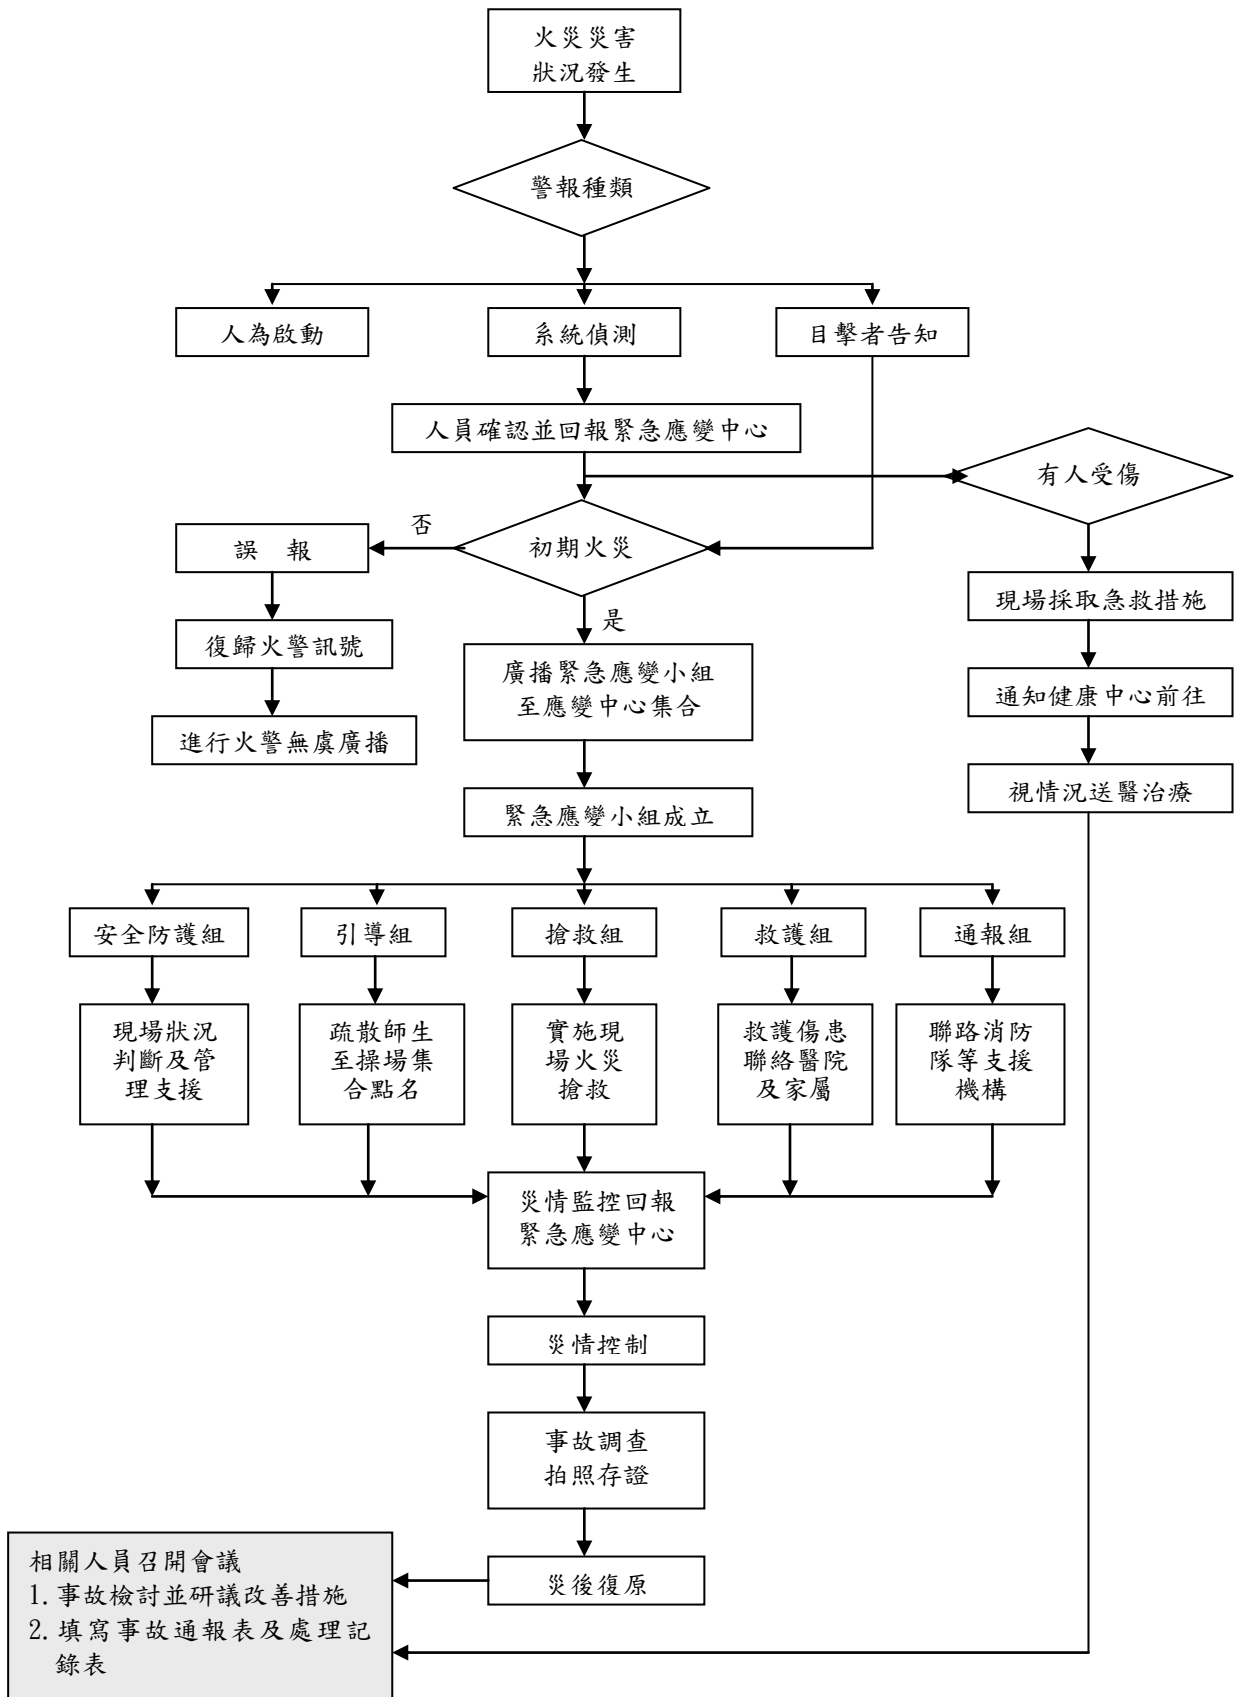 火災災害
狀況發生
警報種類
人為啟動
系統偵測
目擊者告知
人員確認並回報緊急應變中心
有人受傷
否
誤 報
初期火災
現場採取急救措施
是
復歸火警訊號
廣播緊急應變小組
至應變中心集合
通知健康中心前往
進行火警無虞廣播
視情況送醫治療
緊急應變小組成立
安全防護組
引導組
搶救組
救護組
通報組
現場狀況
判斷及管
理支援
疏散師生
至操場集
合點名
實施現
場火災
搶救
救護傷患
聯絡醫院
及家屬
聯路消防
隊等支援
機構
災情監控回報
緊急應變中心
災情控制
事故調查
拍照存證
災後復原
相關人員召開會議
1.事故檢討並研議改善措施
2.填寫事故通報表及處理記
錄表